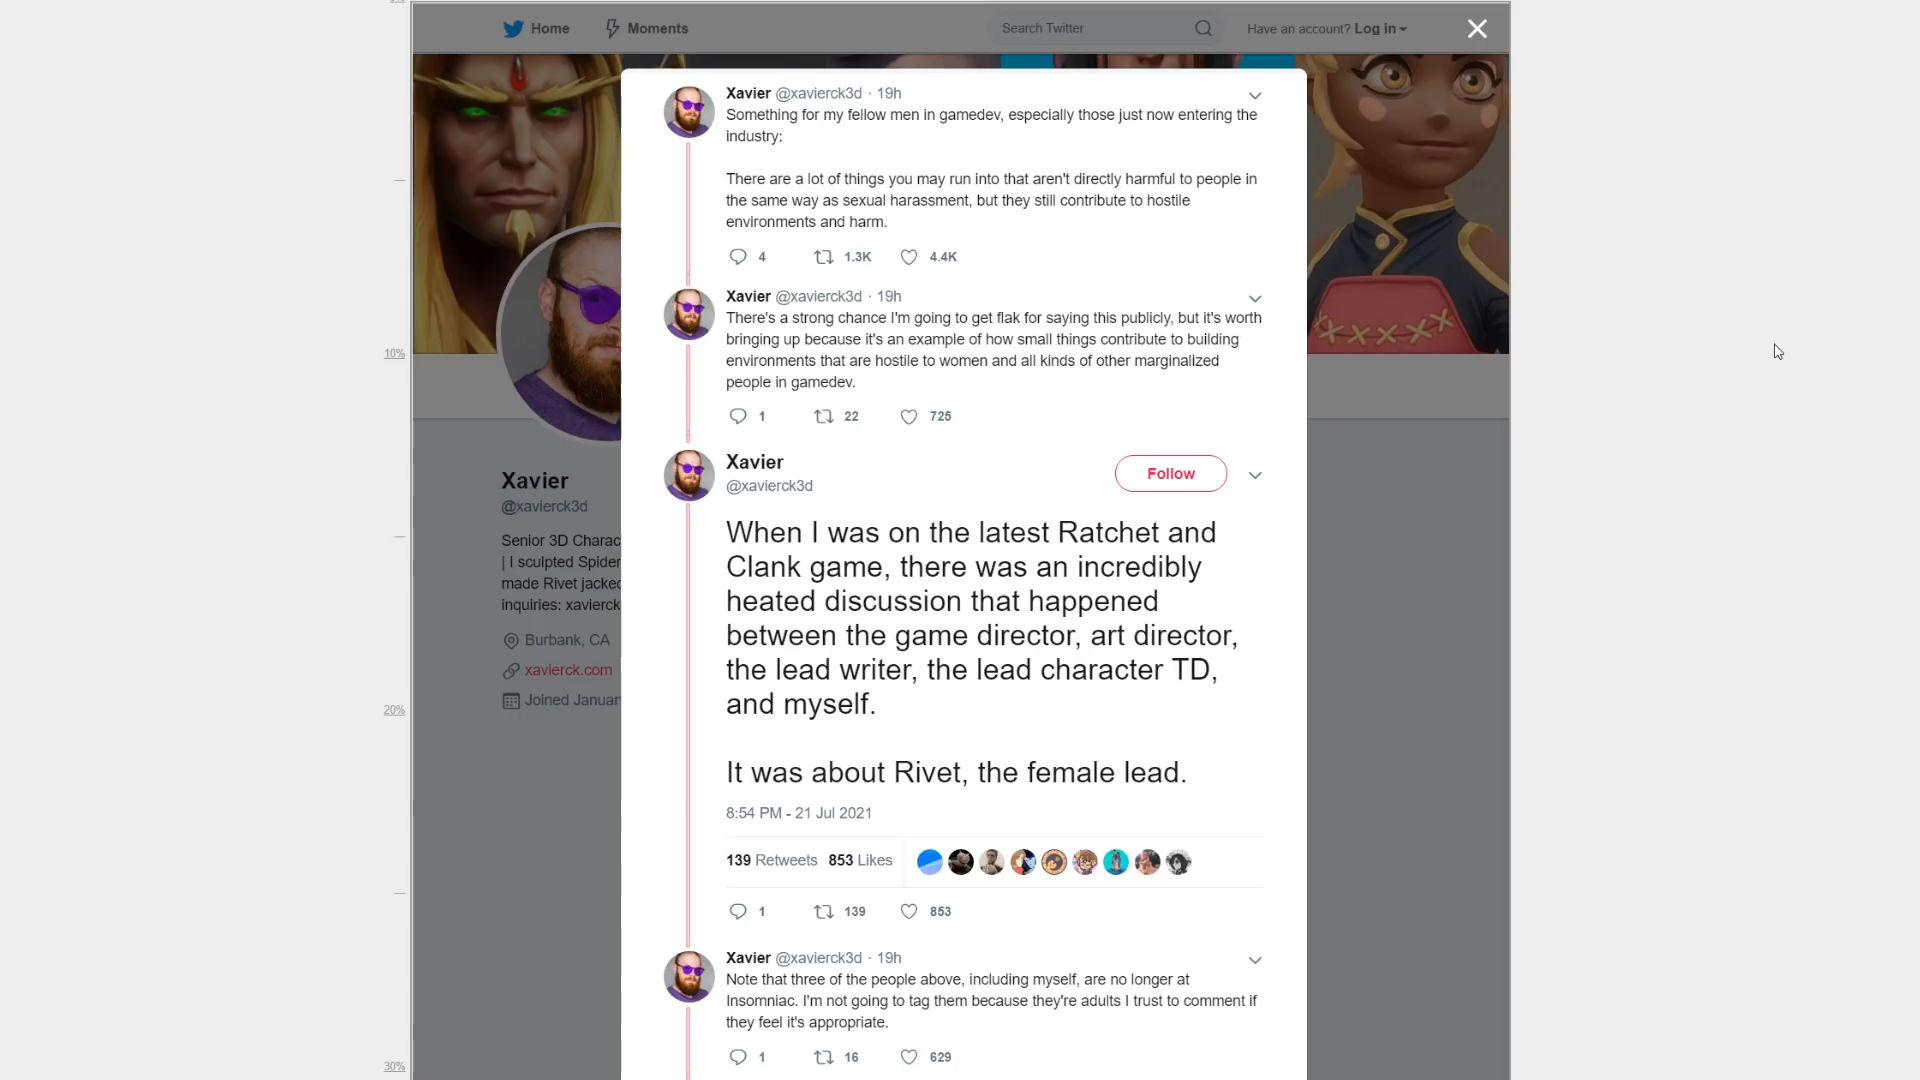 Home
Moments
Search Twitter
Have an account? Log in
Xavier @xavierck3d · 19h
Something for my fellow men in gamedev, especially those just now entering the
industry:
There are a lot of things you may run into that aren't directly harmful to people in
the same way as sexual harassment, but they still contribute to hostile
environments and harm.
4 1.3K 4.4K
Xavier @xavierck3d · 19h
There's a strong chance I'm going to get flak for saying this publicly, but it's worth
bringing up because it's an example of how small things contribute to building
environments that are hostile to women and all kinds of other marginalized
people in gamedev.
1 22 725
Xavier
@xavierck3d
Follow
When I was on the latest Ratchet and
Clank game, there was an incredibly
heated discussion that happened
between the game director, art director,
the lead writer, the lead character TD,
and myself.
It was about Rivet, the female lead.
8:54 PM - 21 Jul 2021
139 Retweets 853 Likes
1 139 853
Xavier @xavierck3d · 19h
Note that three of the people above, including myself, are no longer at
Insomniac. I'm not going to tag them because they're adults I trust to comment if
they feel it's appropriate.
1 16 629
Xavier
@xavierck3d
Senior 3D Charac
| I sculpted Spider
made Rivet jacked
inquiries: xavierck
Burbank, CA
xavierck.com
Joined Januar
10%
20%
30%